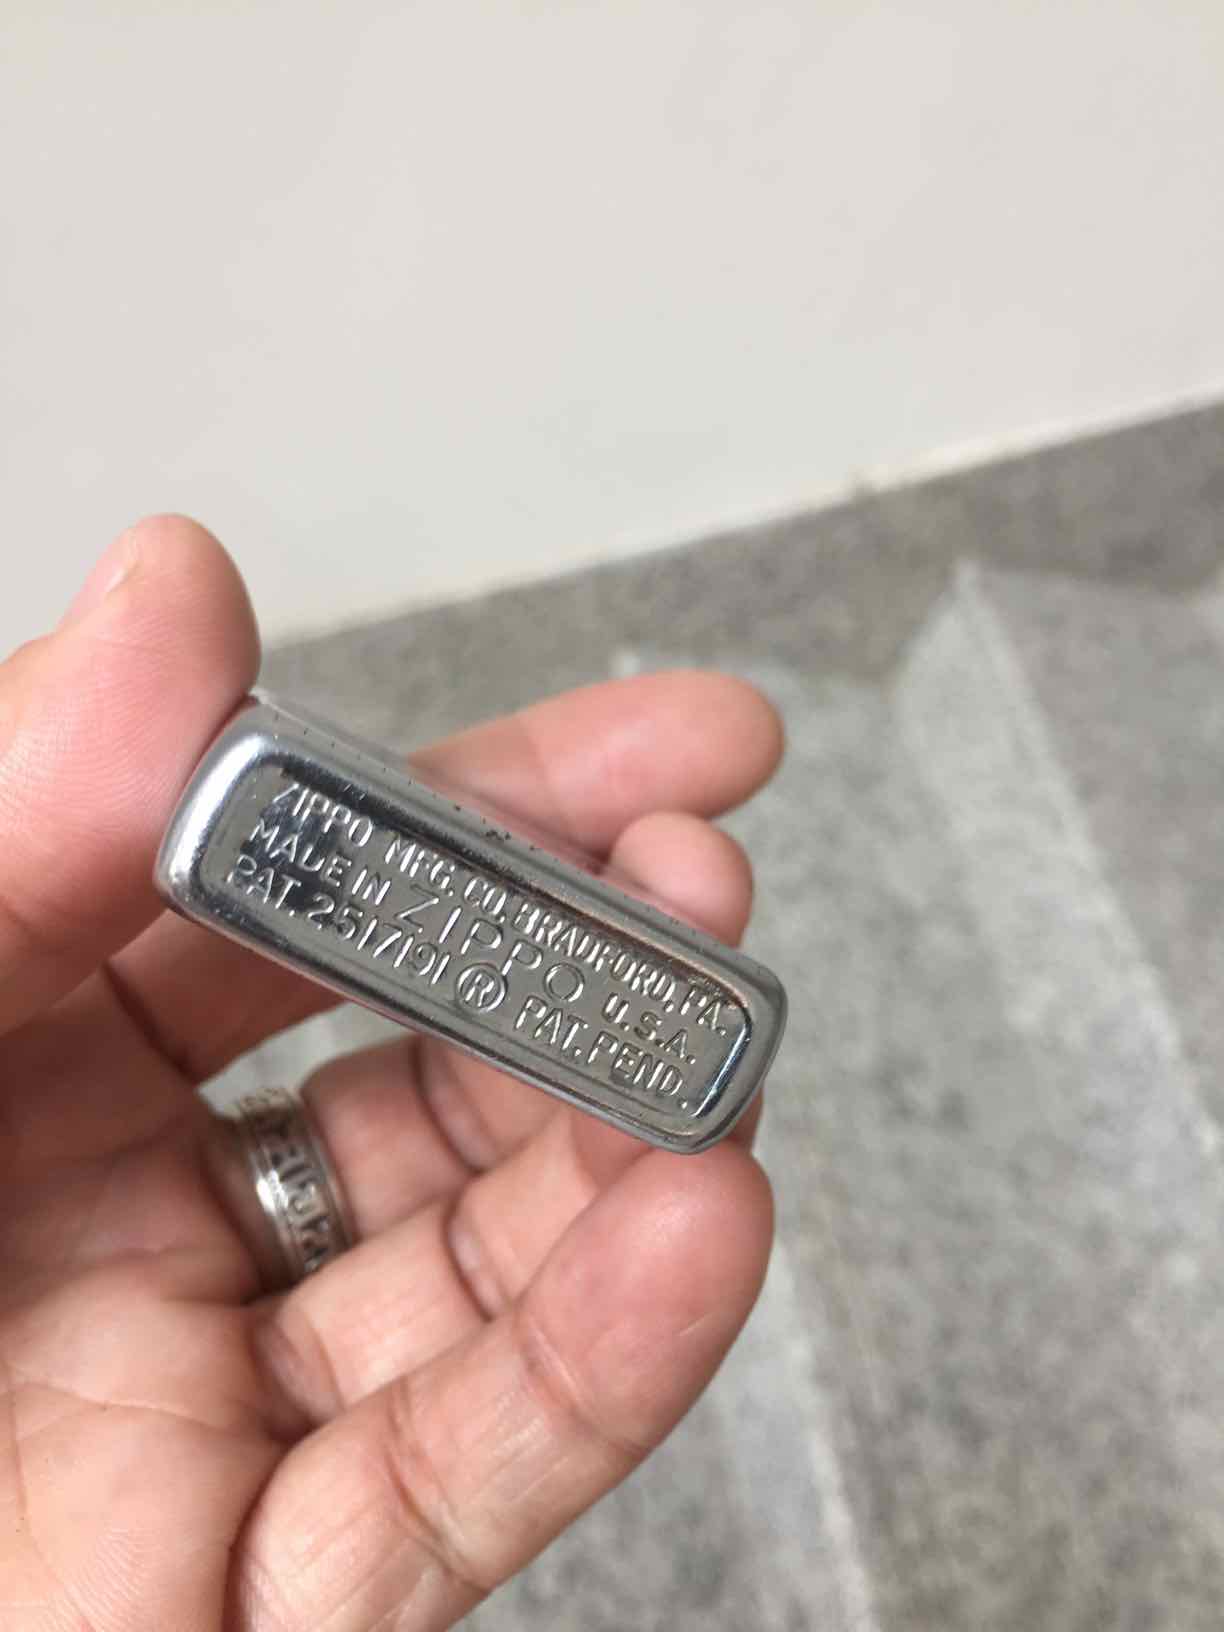 ZIPPO MFG. CO. BRADFORD, PA.
MADE IN ZIPPO U.S.A.
PAT. 2517191 ® PAT. PEND.